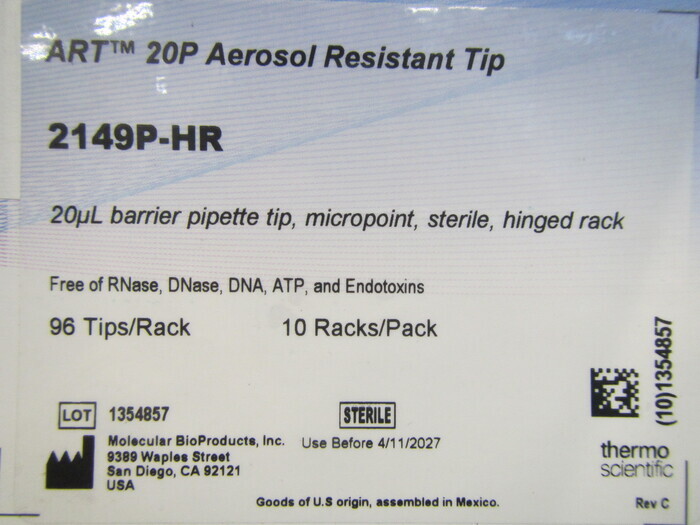 ART™ 20P Aerosol Resistant Tip
2149P-HR
20µL barrier pipette tip, micropoint, sterile, hinged rack
Free of RNase, DNase, DNA, ATP, and Endotoxins
96 Tips/Rack 10 Racks/Pack
(10)1354857
LOT 1354857 STERILE
Molecular BioProducts, Inc. Use Before 4/11/2027
9389 Waples Street
San Diego, CA 92121
USA
thermo
scientific
Goods of U.S origin, assembled in Mexico. Rev C